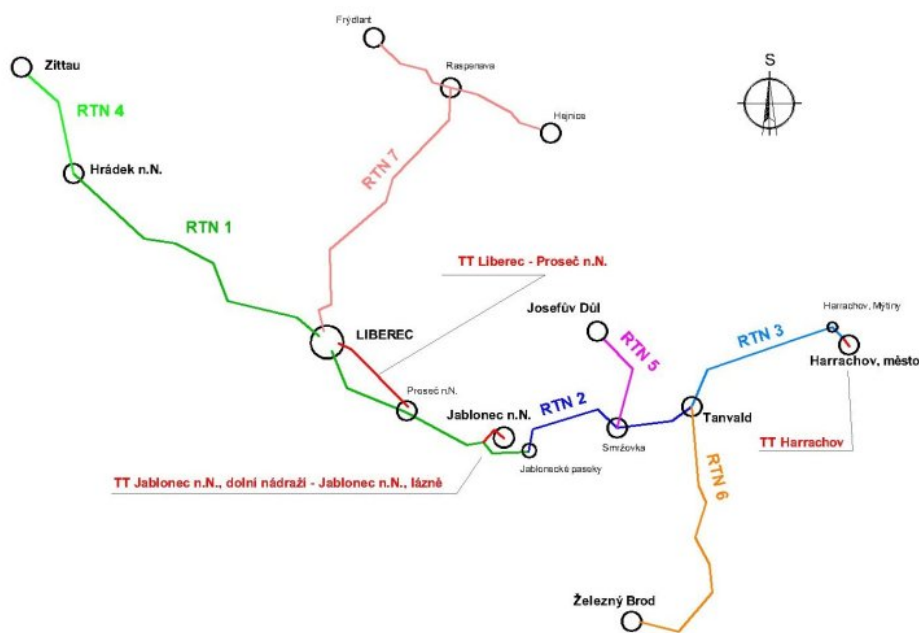 Frýdlant
Zittau
Raspenava
S
RTN 4
Hejnice
Hrádek n.N.
RTN 7
RTN 1
TT Liberec - Proseč n.N.
Josefův Důl
Harrachov, Mýtiny
LIBEREC
RTN 3
RTN 5
Harrachov, město
Proseč n.N.
Jablonec n.N.
RTN 2
Tanvald
Smržovka
TT Harrachov
Jablonecké paseky
TT Jablonec n.N., dolní nádraží - Jablonec n.N., lázně
RTN 6
Železný Brod